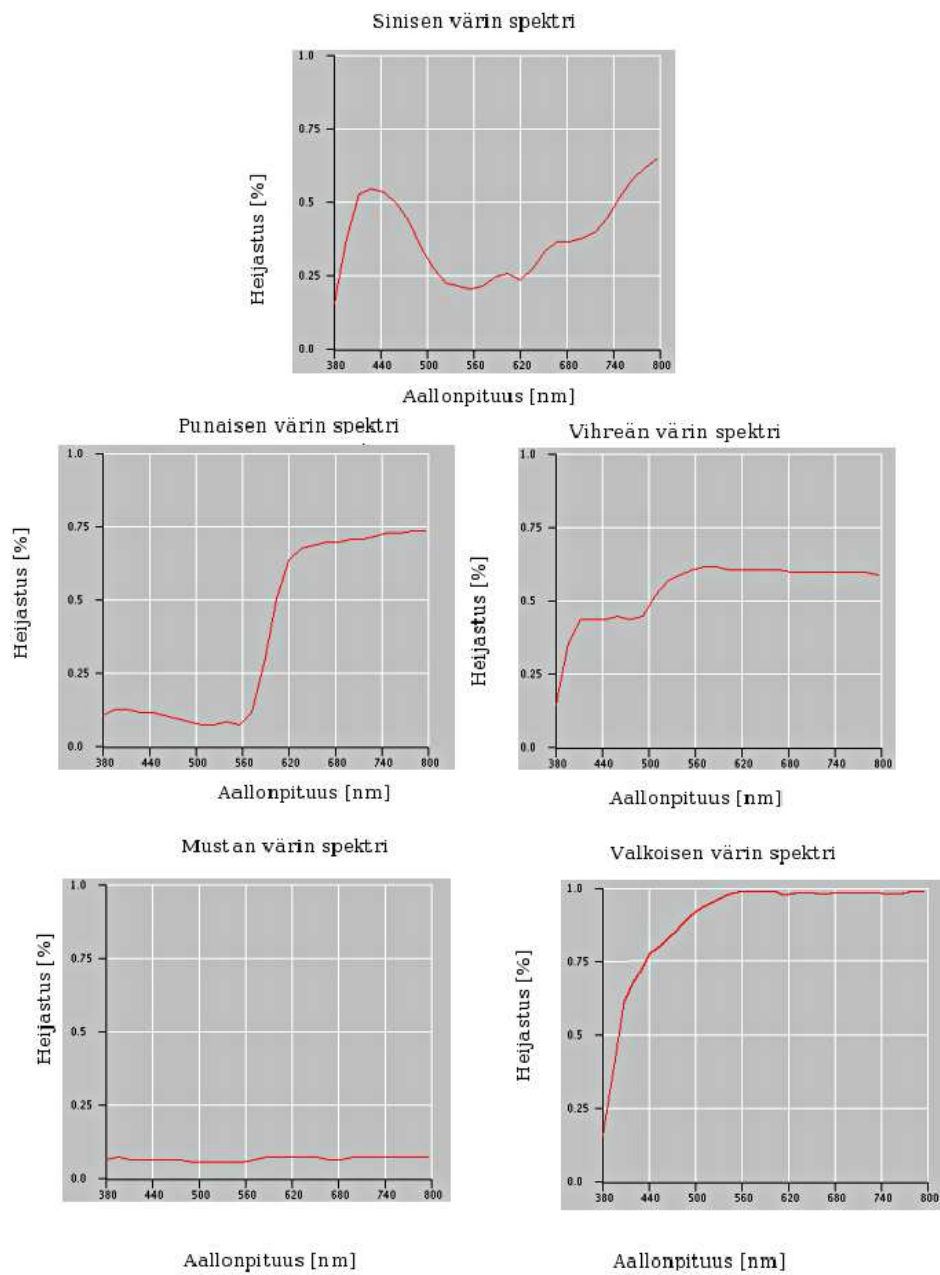 Sinisen värin spektri
1.0
0.75
0.5
0.25
0.0
380 440 500 560 620 680 740 800
Heijastus [%]
Aallonpituus [nm]
Punaisen värin spektri
1.0
0.75
0.5
0.25
0.0
380 440 500 560 620 680 740 800
Heijastus [%]
Aallonpituus [nm]
Vihreän värin spektri
1.0
0.75
0.5
0.25
0.0
380 440 500 560 620 680 740 800
Heijastus [%]
Aallonpituus [nm]
Mustan värin spektri
1.0
0.75
0.5
0.25
0.0
380 440 500 560 620 680 740 800
Heijastus [%]
Aallonpituus [nm]
Valkoisen värin spektri
1.0
0.75
0.5
0.25
0.0
380 440 500 560 620 680 740 800
Heijastus [%]
Aallonpituus [nm]